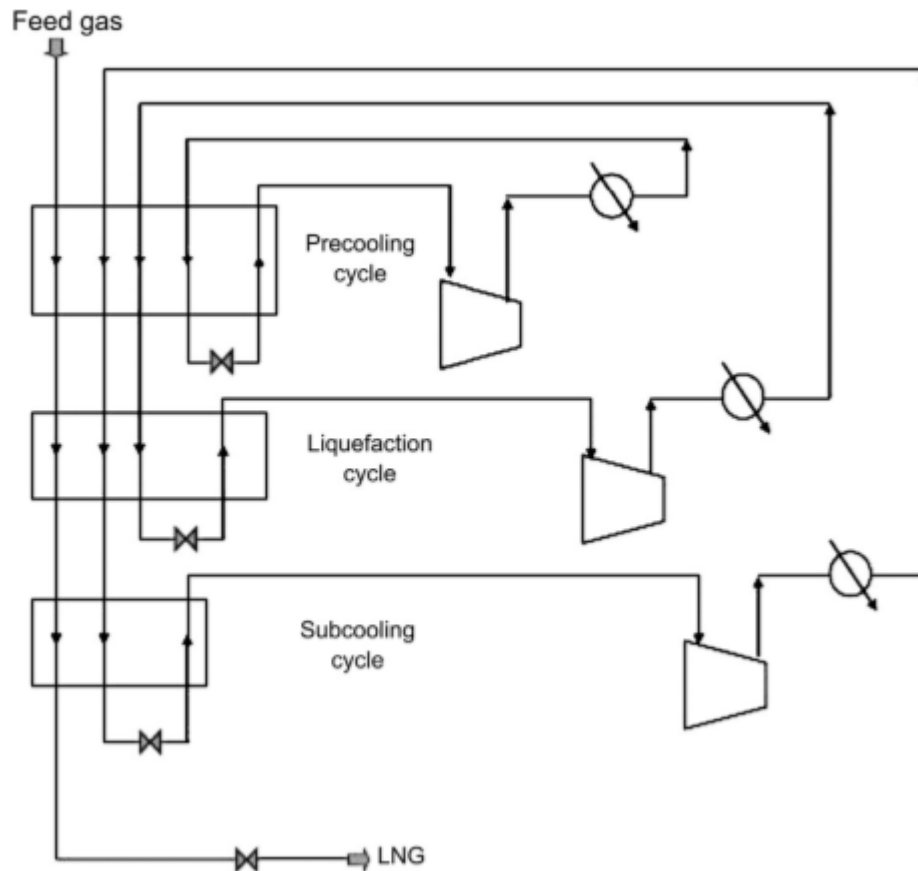 Feed gas
Precooling
cycle
Liquefaction
cycle
Subcooling
cycle
LNG